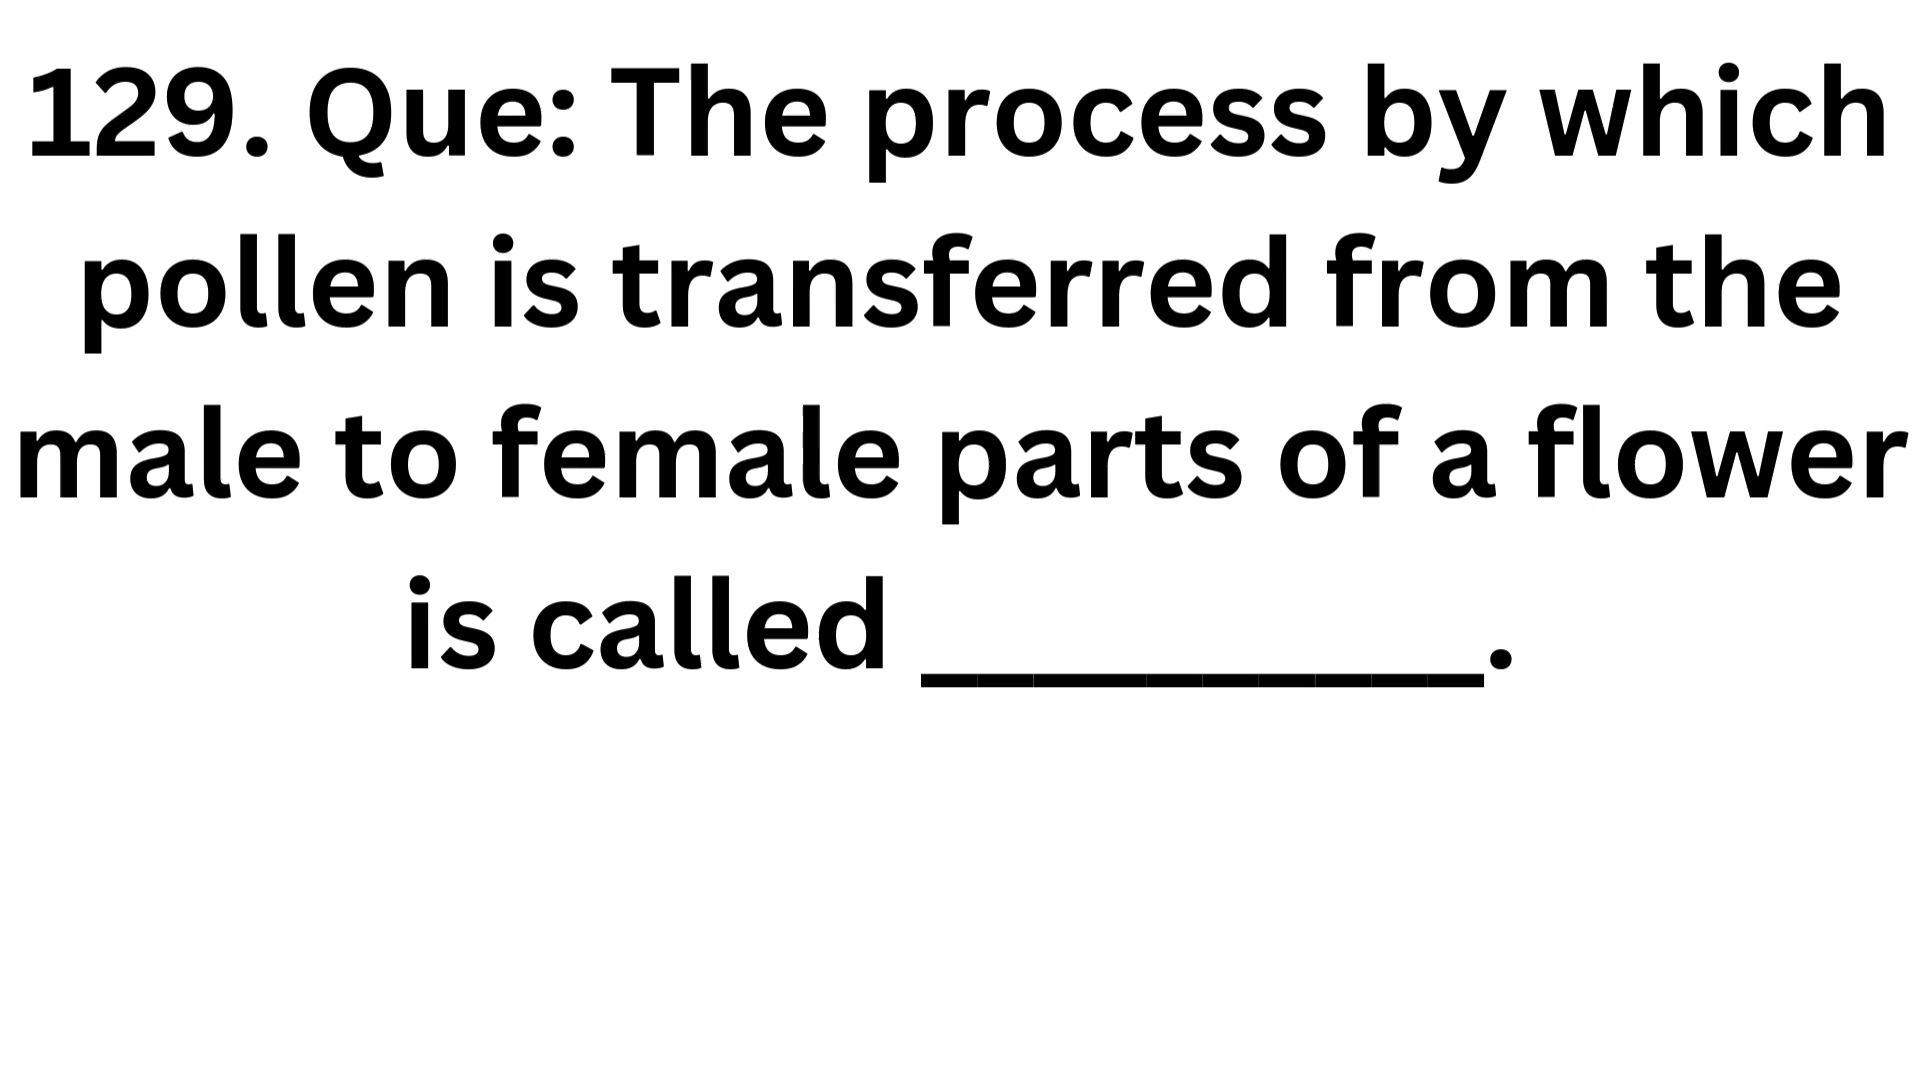 129. Que: The process by which
pollen is transferred from the
male to female parts of a flower
is called __________.